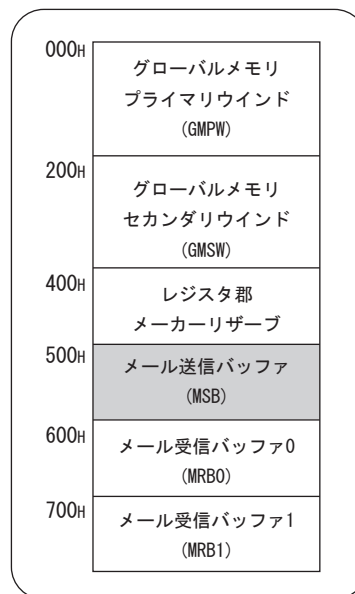 000H
グローバルメモリ
プライマリウインド
(GMPW)
200H
グローバルメモリ
セカンダリウインド
(GMSW)
400H
レジスタ郡
メーカーリザーブ
500H
メール送信バッファ
(MSB)
600H
メール受信バッファ0
(MRB0)
700H
メール受信バッファ1
(MRB1)